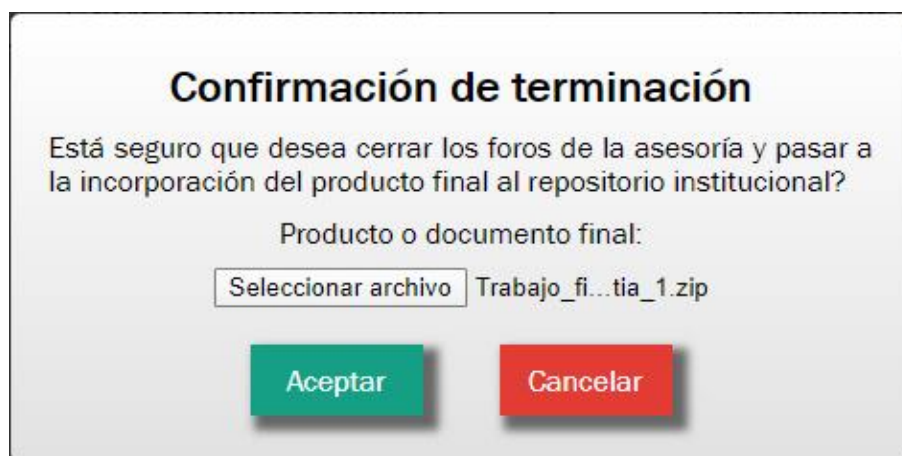 Confirmación de terminación
Está seguro que desea cerrar los foros de la asesoría y pasar a
la incorporación del producto final al repositorio institucional?
Producto o documento final:
Seleccionar archivo Trabajo_fi...tia_1.zip
Aceptar Cancelar